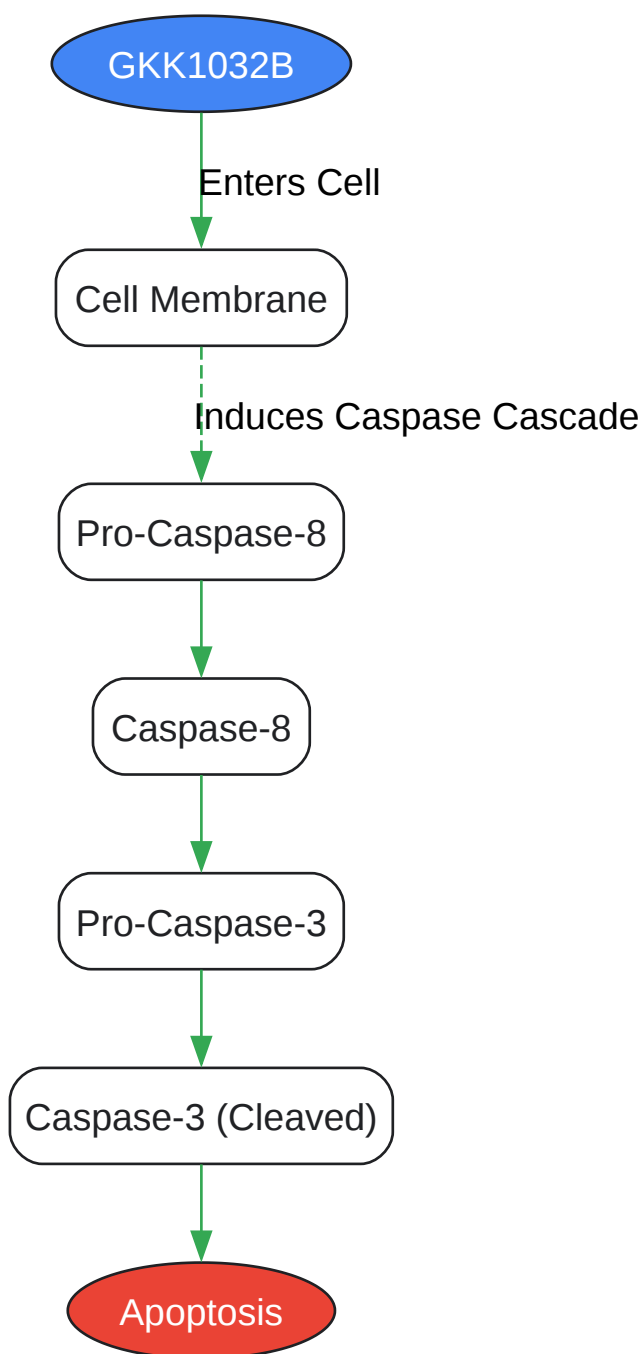 GKK1032B
Enters Cell
Cell Membrane
Induces Caspase Cascade
Pro-Caspase-8
Caspase-8
Pro-Caspase-3
Caspase-3 (Cleaved)
Apoptosis